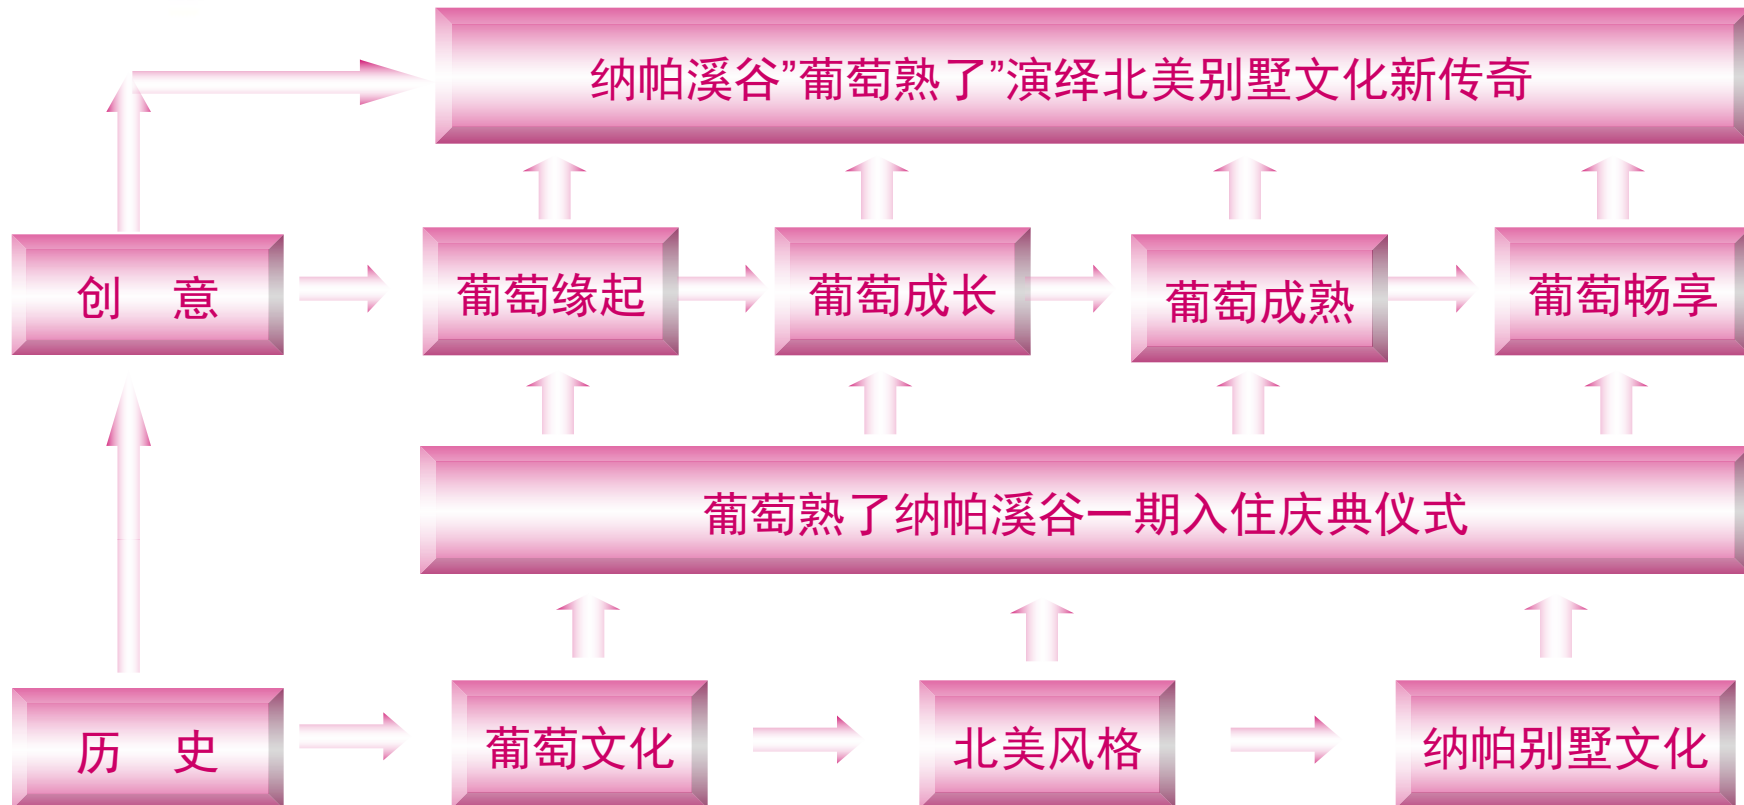 纳帕溪谷”葡萄熟了”演绎北美别墅文化新传奇
创 意
葡萄缘起
葡萄成长
葡萄成熟
葡萄畅享
葡萄熟了纳帕溪谷一期入住庆典仪式
历 史
葡萄文化
北美风格
纳帕别墅文化